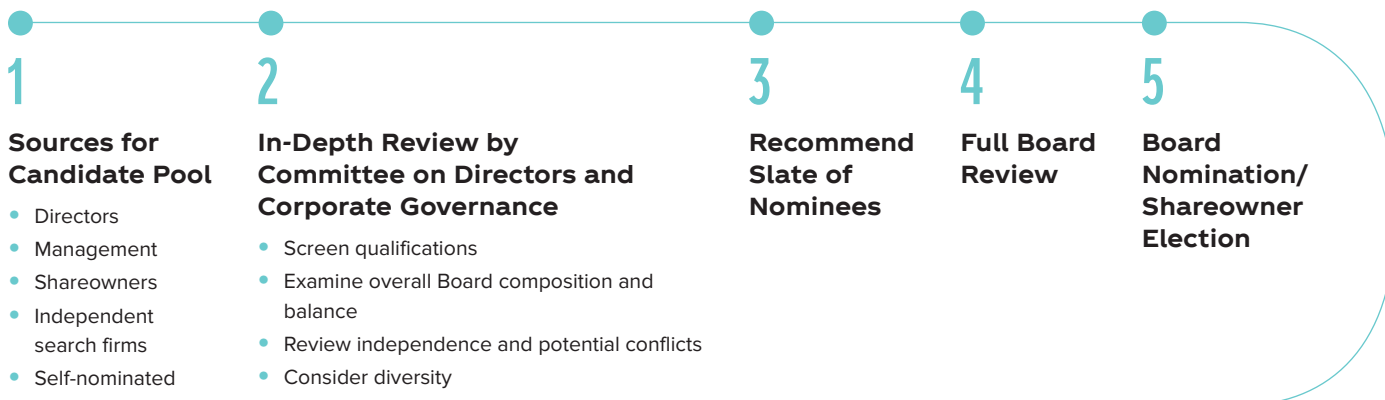 1
Sources for
Candidate Pool
• Directors
• Management
• Shareowners
• Independent
search firms
• Self-nominated
2
In-Depth Review by
Committee on Directors and
Corporate Governance
• Screen qualifications
• Examine overall Board composition and
balance
• Review independence and potential conflicts
• Consider diversity
3
Recommend
Slate of
Nominees
4
Full Board
Review
5
Board
Nomination/
Shareowner
Election